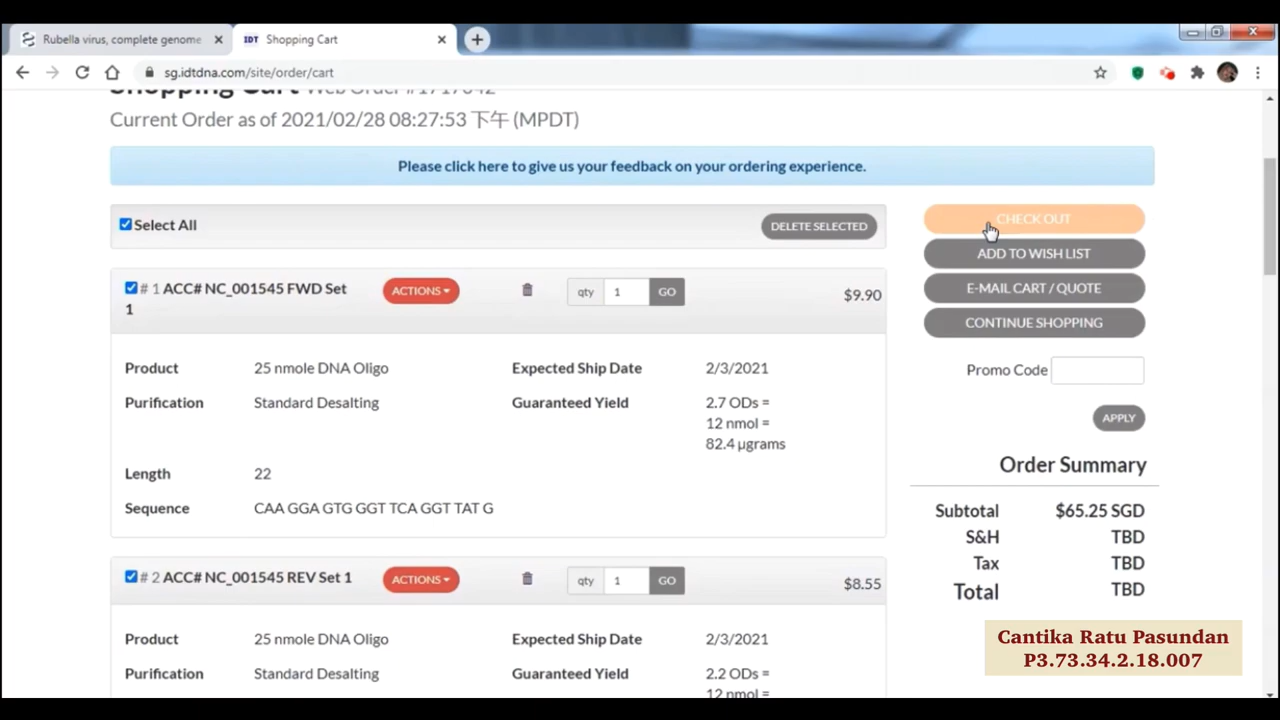 Rubella virus, complete genome
IDT Shopping Cart
sg.idtdna.com/site/order/cart
Shopping Cart Web Order #1717042
Current Order as of 2021/02/28 08:27:53 下午 (MPDT)
Please click here to give us your feedback on your ordering experience.
Select All
DELETE SELECTED
CHECK OUT
ADD TO WISH LIST
E-MAIL CART / QUOTE
CONTINUE SHOPPING
Promo Code
APPLY
# 1 ACC# NC_001545 FWD Set
1
ACTIONS
qty 1 GO
$9.90
Product 25 nmole DNA Oligo Expected Ship Date 2/3/2021
Purification Standard Desalting Guaranteed Yield 2.7 ODs =
12 nmol =
82.4 µgrams
Length 22
Sequence CAA GGA GTG GGT TCA GGT TAT G
Order Summary
Subtotal $65.25 SGD
S&H TBD
Tax TBD
Total TBD
# 2 ACC# NC_001545 REV Set 1
ACTIONS
qty 1 GO
$8.55
Product 25 nmole DNA Oligo Expected Ship Date 2/3/2021
Purification Standard Desalting Guaranteed Yield 2.2 ODs =
12 nmol =
Cantika Ratu Pasundan
P3.73.34.2.18.007